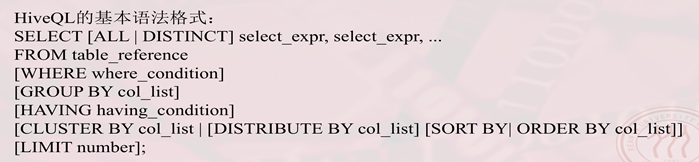 HiveQL的基本语法格式：
SELECT [ALL | DISTINCT] select_expr, select_expr, ...
FROM table_reference
[WHERE where_condition]
[GROUP BY col_list]
[HAVING having_condition]
[CLUSTER BY col_list | [DISTRIBUTE BY col_list] [SORT BY| ORDER BY col_list]]
[LIMIT number];